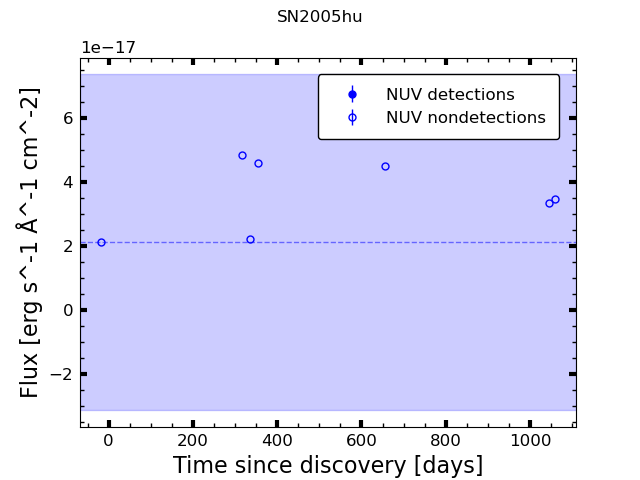 SN2005hu
1e−17
NUV detections
NUV nondetections
6
4
2
0
−2
0 200 400 600 800 1000
Flux [erg s^-1 Å^-1 cm^-2]
Time since discovery [days]